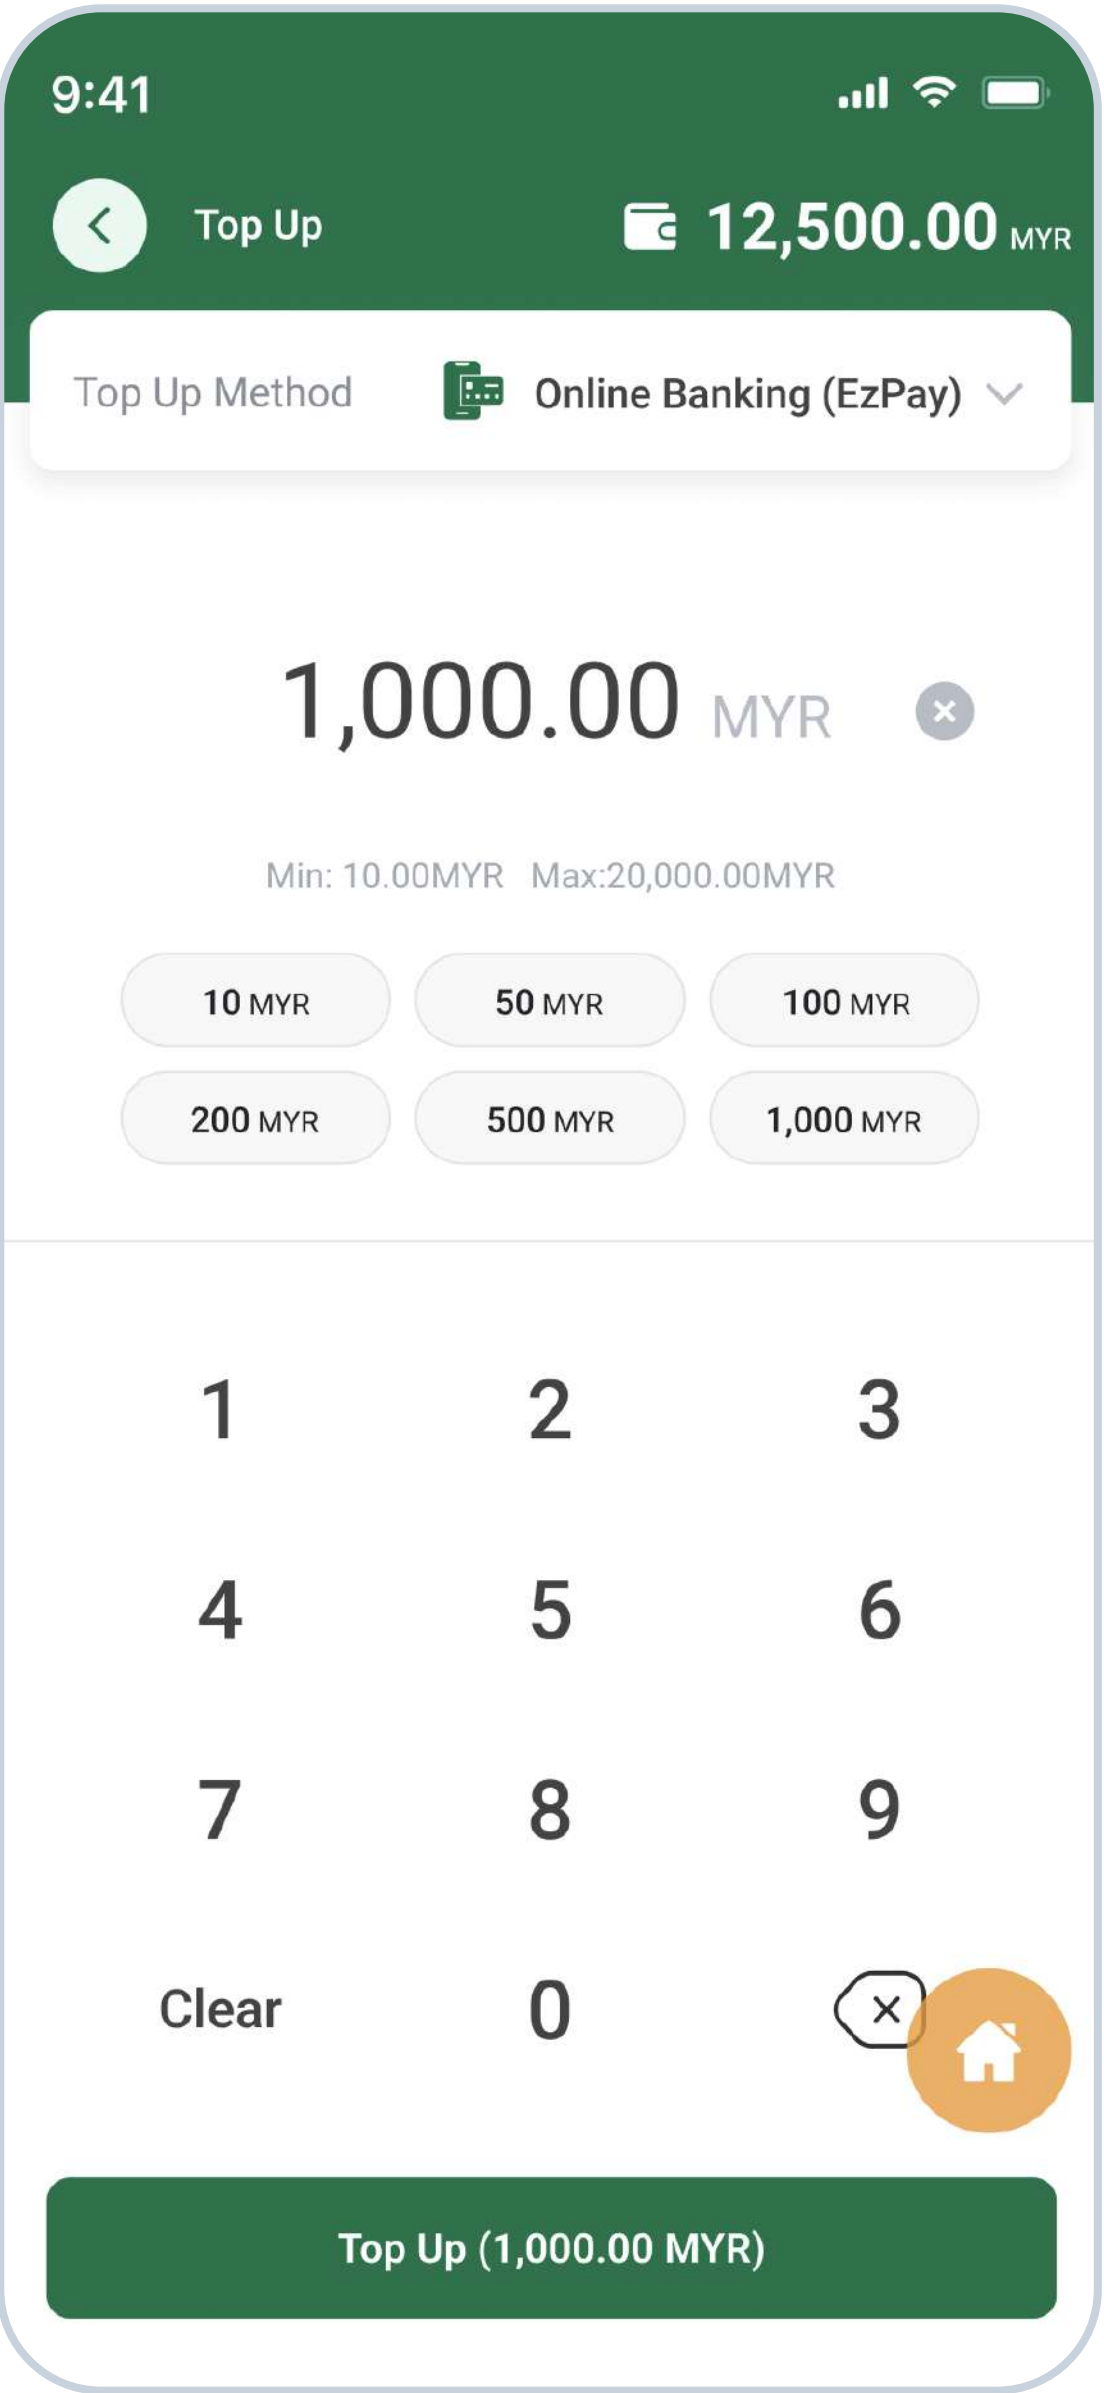 9:41
Top Up 12,500.00 MYR
Top Up Method Online Banking (EzPay)
1,000.00 MYR
Min: 10.00MYR Max:20,000.00MYR
10 MYR 50 MYR 100 MYR
200 MYR 500 MYR 1,000 MYR
1 2 3
4 5 6
7 8 9
Clear 0
Top Up (1,000.00 MYR)